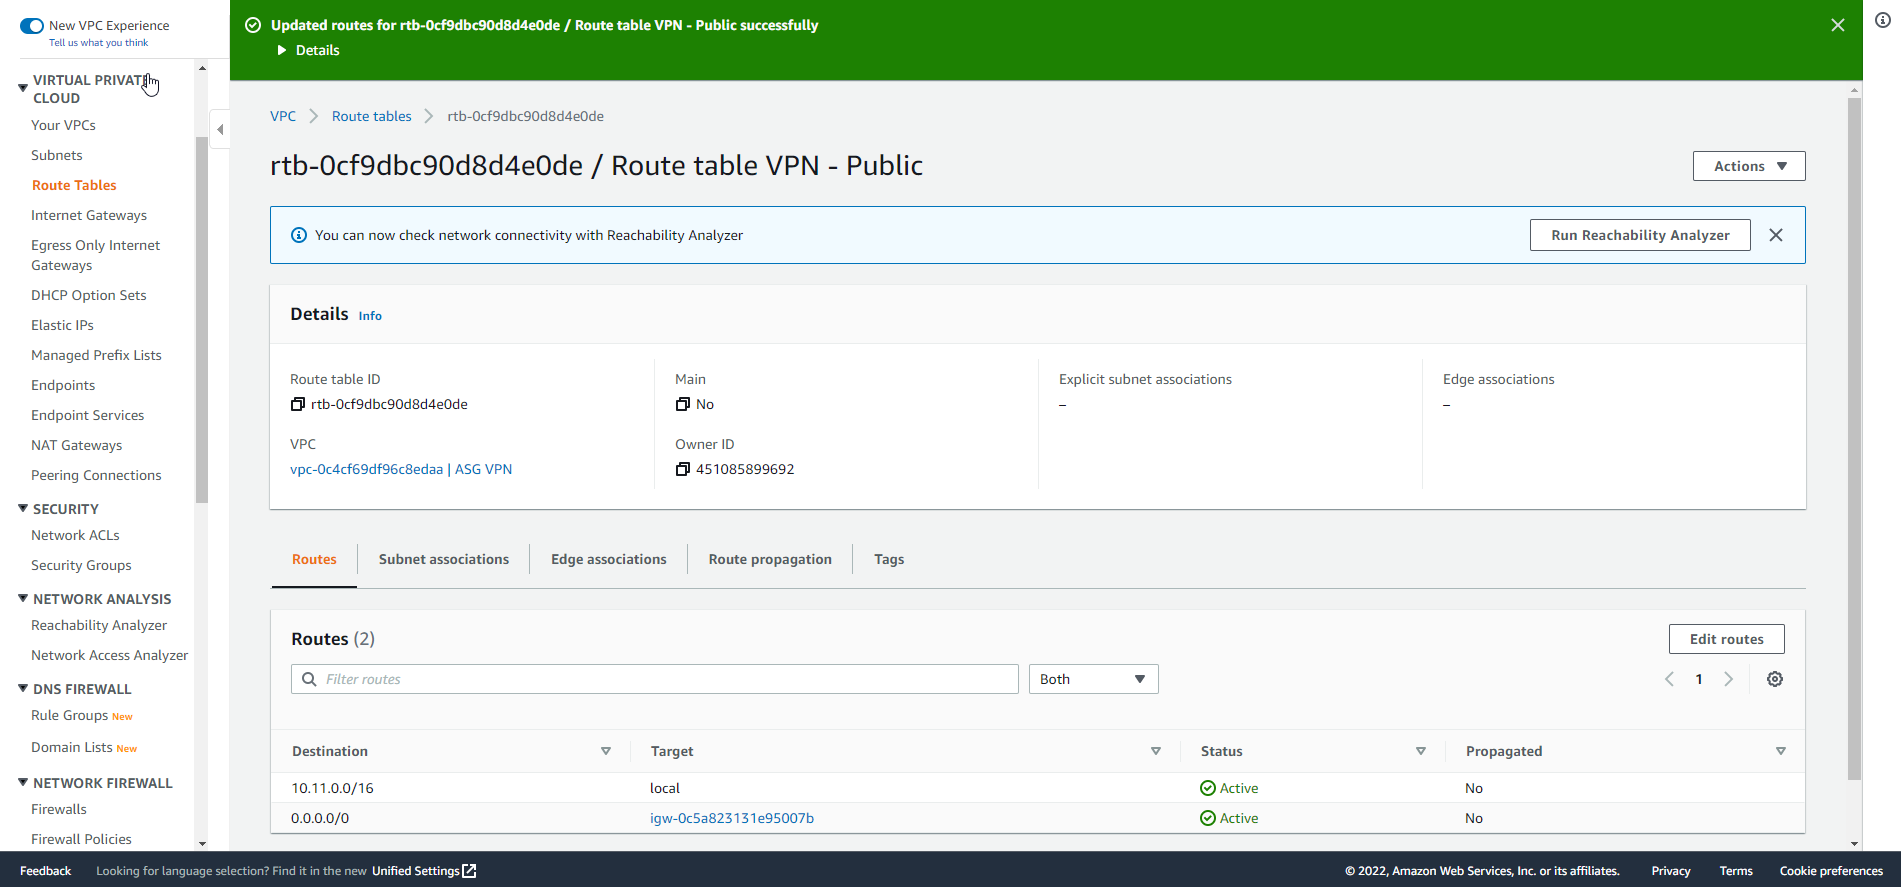 New VPC Experience
Tell us what you think
VIRTUAL PRIVATE
CLOUD
Your VPCs
Subnets
Route Tables
Internet Gateways
Egress Only Internet
Gateways
DHCP Option Sets
Elastic IPs
Managed Prefix Lists
Endpoints
Endpoint Services
NAT Gateways
Peering Connections
SECURITY
Network ACLs
Security Groups
NETWORK ANALYSIS
Reachability Analyzer
Network Access Analyzer
DNS FIREWALL
Rule Groups New
Domain Lists New
NETWORK FIREWALL
Firewalls
Firewall Policies
Updated routes for rtb-0cf9dbc90d8d4e0de / Route table VPN - Public successfully
Details
VPC Route tables rtb-0cf9dbc90d8d4e0de
rtb-0cf9dbc90d8d4e0de / Route table VPN - Public
Actions
You can now check network connectivity with Reachability Analyzer
Run Reachability Analyzer
Details Info
Route table ID
rtb-0cf9dbc90d8d4e0de
VPC
vpc-0c4cf69df96c8edaa | ASG VPN
Main
No
Owner ID
451085899692
Explicit subnet associations
–
Edge associations
–
Routes Subnet associations Edge associations Route propagation Tags
Routes (2)
Edit routes
Filter routes Both 1
Destination Target Status Propagated
10.11.0.0/16 local Active No
0.0.0.0/0 igw-0c5a823131e95007b Active No
Feedback Looking for language selection? Find it in the new Unified Settings © 2022, Amazon Web Services, Inc. or its affiliates. Privacy Terms Cookie preferences